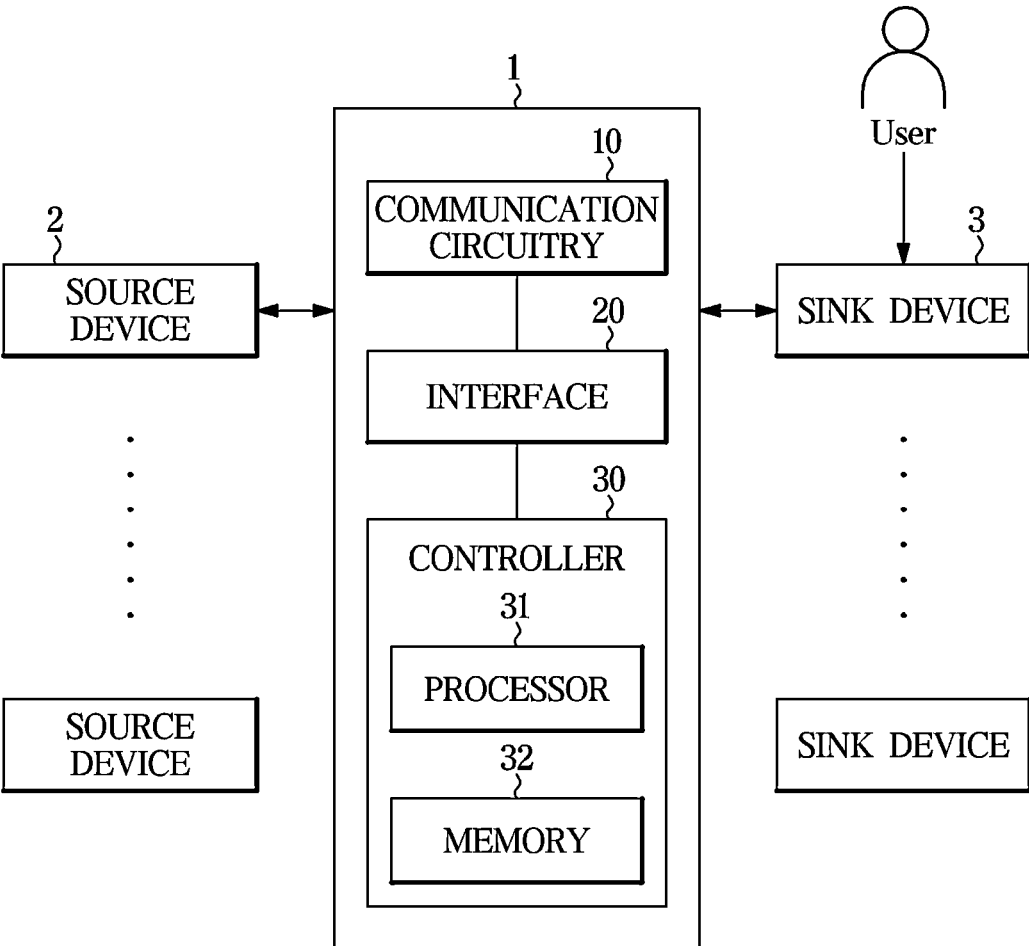 1
User
10
COMMUNICATION
CIRCUITRY
2
SOURCE
DEVICE
3
SINK DEVICE
20
INTERFACE
30
CONTROLLER
31
PROCESSOR
SOURCE
DEVICE
SINK DEVICE
32
MEMORY